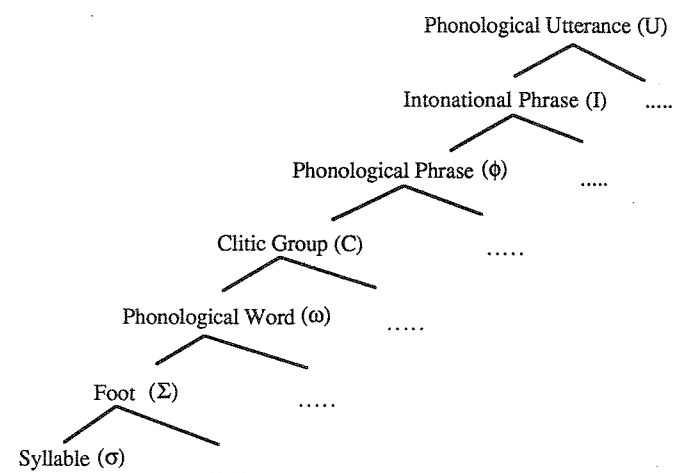 Phonological Utterance (U)
Intonational Phrase (I)
.....
Phonological Phrase (ϕ)
.....
Clitic Group (C)
.....
Phonological Word (ω)
.....
Foot (Σ)
.....
Syllable (σ)